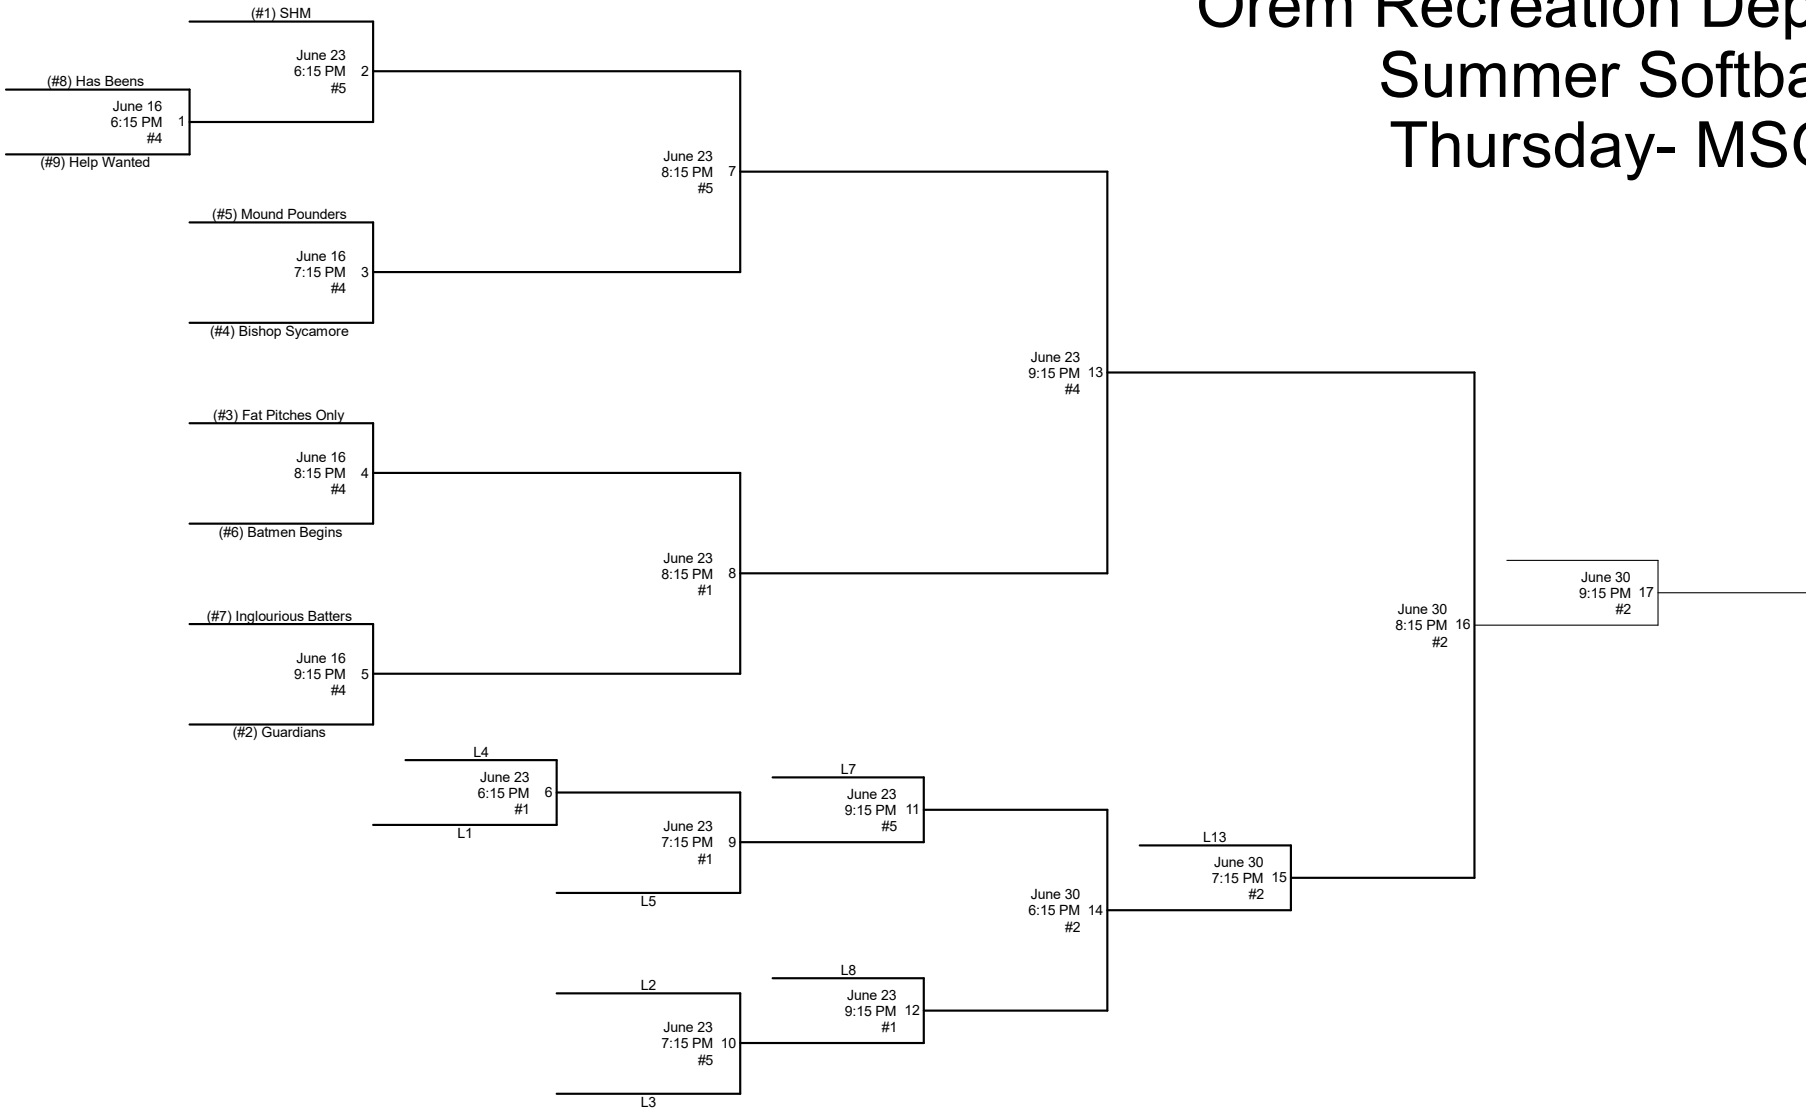 Orem Recreation
Summer
Thursday-
(#1) SHM
June 23
6:15 PM 2
#5
(#8) Has Beens
June 16
6:15 PM 1
#4
(#9) Help Wanted
June 23
8:15 PM 7
#5
(#5) Mound Pounders
June 16
7:15 PM 3
#4
(#4) Bishop Sycamore
June 23
9:15 PM 13
#4
(#3) Fat Pitches Only
June 16
8:15 PM 4
#4
(#6) Batmen Begins
June 23
8:15 PM 8
#1
(#7) Inglourious Batters
June 16
9:15 PM 5
#4
(#2) Guardians
June 30
8:15 PM 16
#2
June 30
9:15 PM 17
#2
L4
June 23
6:15 PM 6
#1
L1
June 23
7:15 PM 9
#1
L5
L7
June 23
9:15 PM 11
#5
L13
June 30
7:15 PM 15
#2
June 30
6:15 PM 14
#2
L8
June 23
9:15 PM 12
#1
L2
June 23
7:15 PM 10
#5
L3